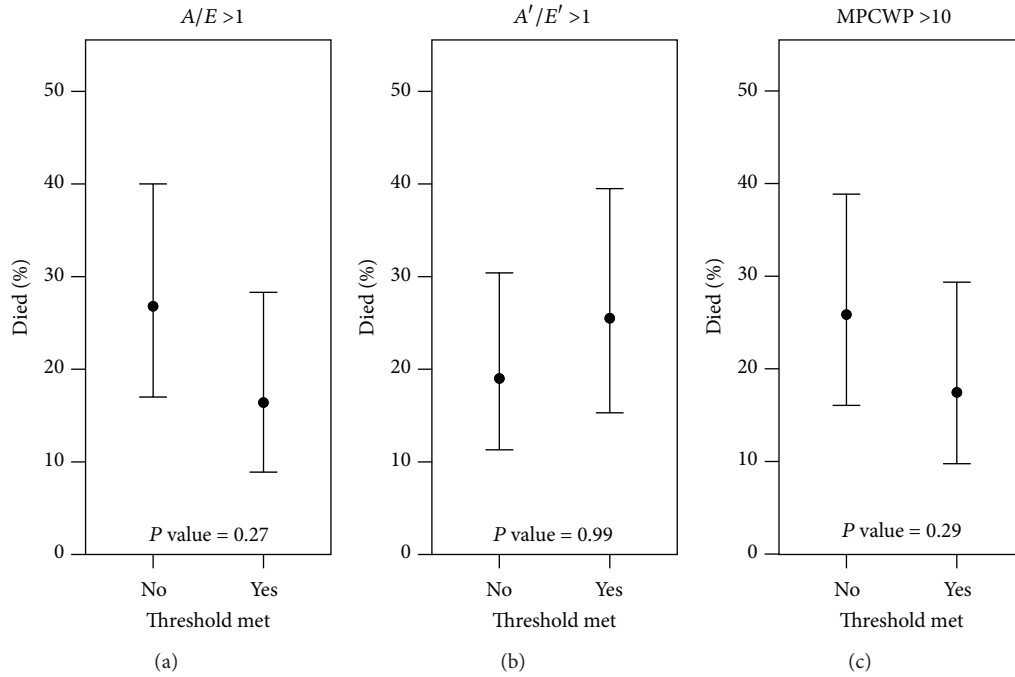 A/E >1
50
40
30
20
10
0
Died (%)
P value = 0.27
No Yes
Threshold met
(a)
A′/E′ >1
50
40
30
20
10
0
Died (%)
P value = 0.99
No Yes
Threshold met
(b)
MPCWP >10
50
40
30
20
10
0
Died (%)
P value = 0.29
No Yes
Threshold met
(c)